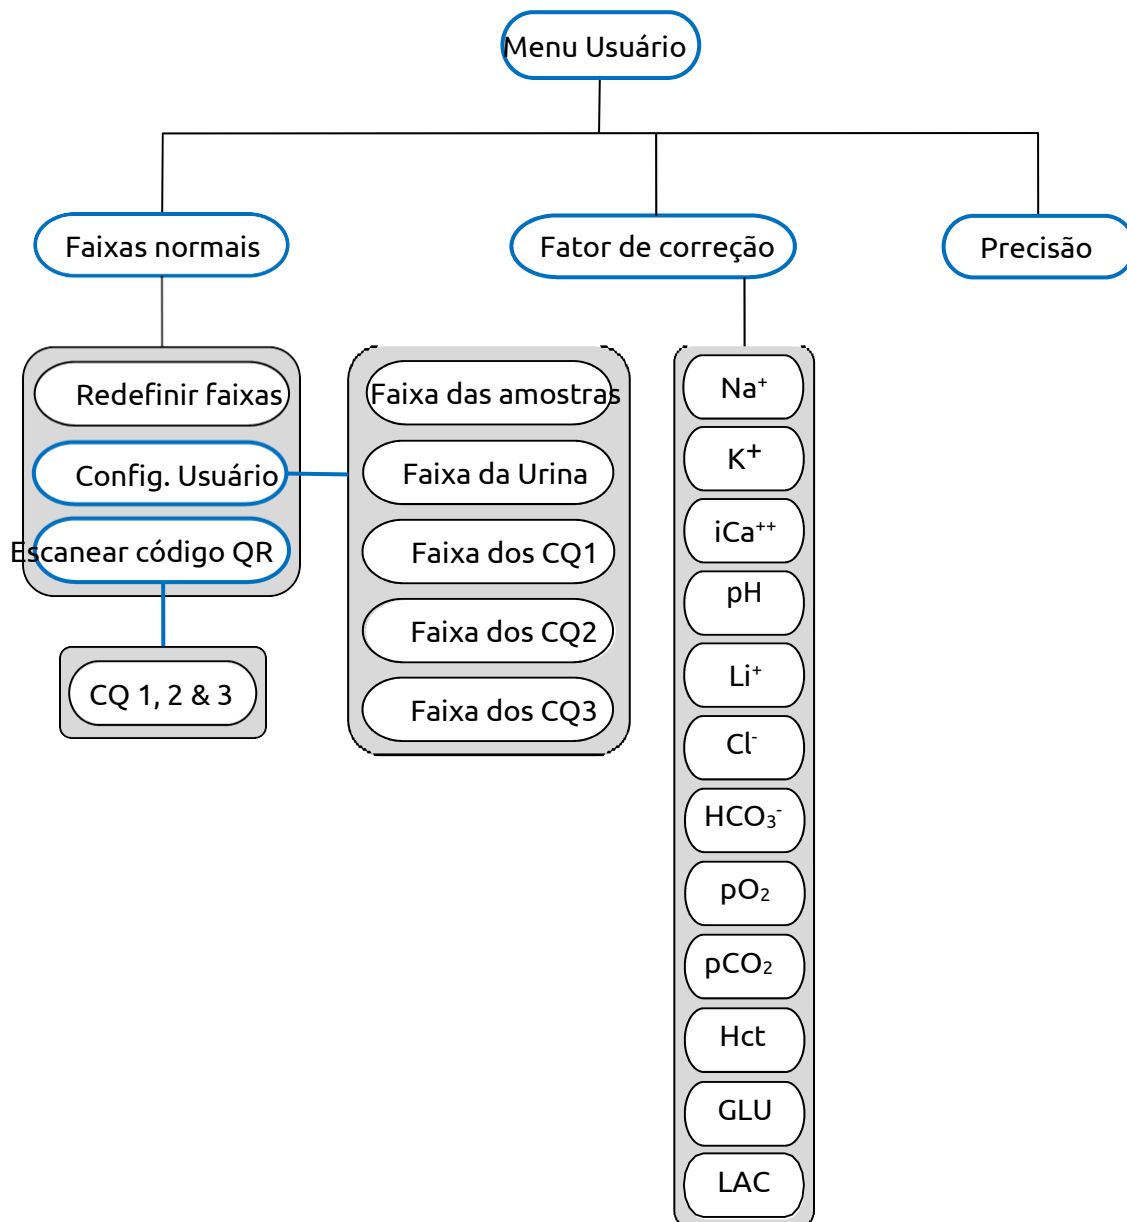 Menu Usuário
Faixas normais
Fator de correção
Precisão
Redefinir faixas
Config. Usuário
Escanear código QR
CQ 1, 2 & 3
Faixa das amostras
Faixa da Urina
Faixa dos CQ1
Faixa dos CQ2
Faixa dos CQ3
Na⁺
K⁺
iCa⁺⁺
pH
Li⁺
Cl⁻
HCO₃⁻
pO₂
pCO₂
Hct
GLU
LAC